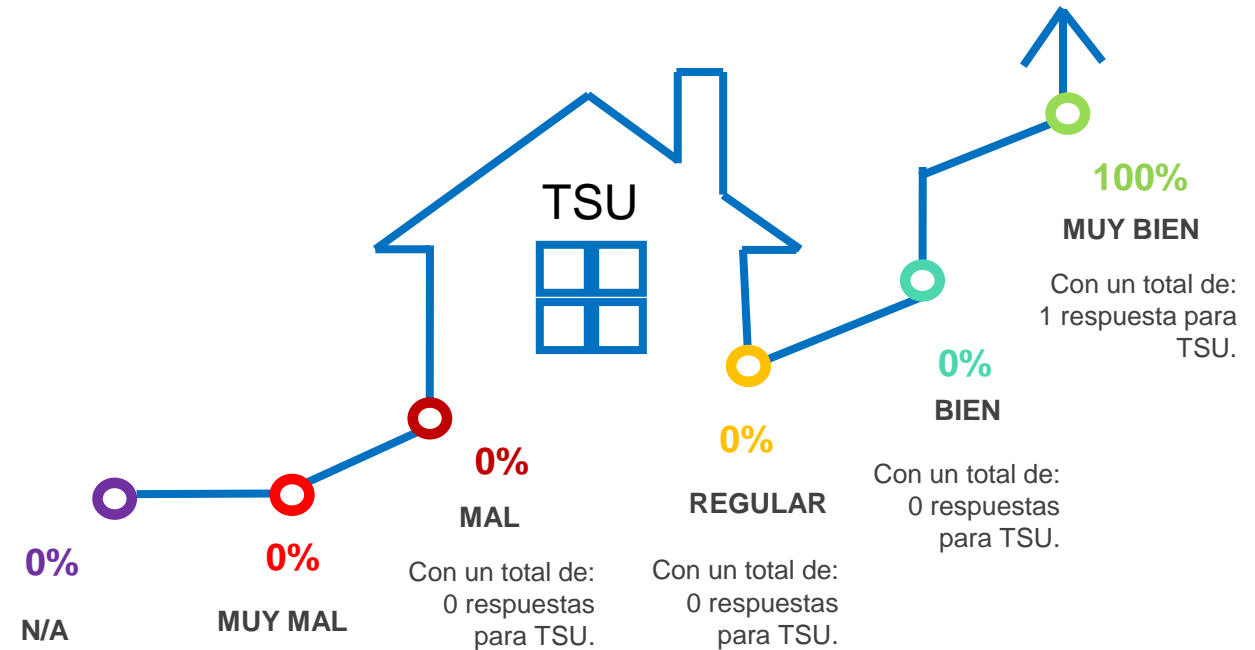 TSU
0%
N/A
0%
MUY MAL
0%
MAL
Con un total de:
0 respuestas
para TSU.
0%
REGULAR
Con un total de:
0 respuestas
para TSU.
0%
BIEN
Con un total de:
0 respuestas
para TSU.
100%
MUY BIEN
Con un total de:
1 respuesta para
TSU.